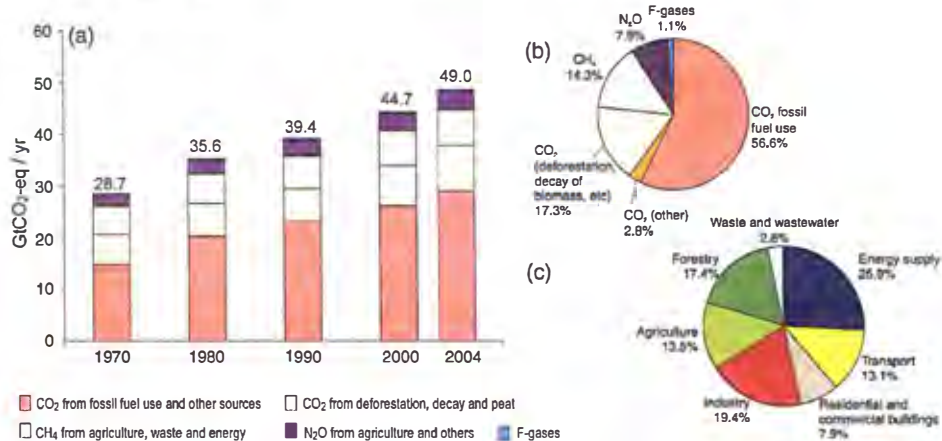 (a)
GtCO₂-eq / yr
60
50
40
30
20
10
0
28.7
35.6
39.4
44.7
49.0
1970
1980
1990
2000
2004
CO₂ from fossil fuel use and other sources
CO₂ from deforestation, decay and peat
CH₄ from agriculture, waste and energy
N₂O from agriculture and others
F-gases
(b)
F-gases
1.1%
N₂O
7.9%
CH₄
14.3%
CO₂
(deforestation,
decay of
biomass, etc)
17.3%
CO₂ (other)
2.8%
CO₂ fossil
fuel use
56.6%
(c)
Waste and wastewater
2.8%
Forestry
17.4%
Agriculture
13.5%
Industry
19.4%
Residential and
commercial buildings
7.9%
Transport
13.1%
Energy supply
25.9%